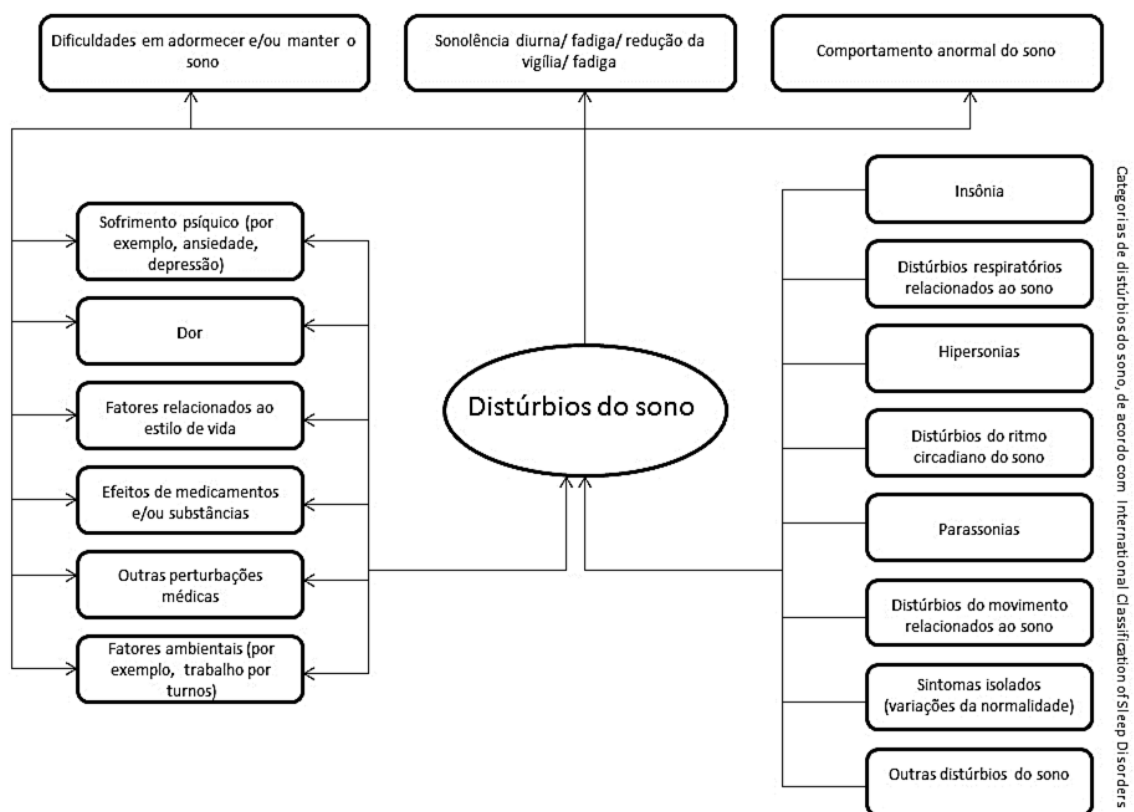 Dificuldades em adormecer e/ou manter o
sono
Sonolência diurna/ fadiga/ redução da
vigília/ fadiga
Comportamento anormal do sono
Sofrimento psíquico (por
exemplo, ansiedade,
depressão)
Dor
Fatores relacionados ao
estilo de vida
Efeitos de medicamentos
e/ou substâncias
Outras perturbações
médicas
Fatores ambientais (por
exemplo, trabalho por
turnos)
Distúrbios do sono
Insônia
Distúrbios respiratórios
relacionados ao sono
Hipersonias
Distúrbios do ritmo
circadiano do sono
Parassonias
Distúrbios do movimento
relacionados ao sono
Sintomas isolados
(variações da normalidade)
Outras distúrbios do sono
Categorias de distúrbios do sono, de acordo com International Classification of Sleep Disorders